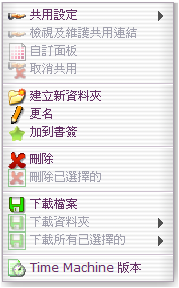 共用設定
檢視及維護共用連結
自訂面板
取消共用
建立新資料夾
更名
加到書簽
刪除
刪除已選擇的
下載檔案
下載資料夾
下載所有已選擇的
Time Machine 版本